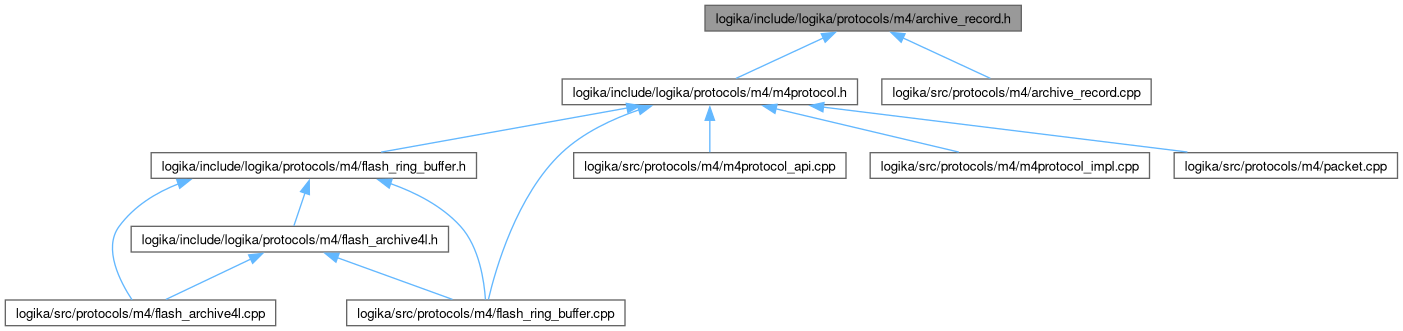 logika/include/logika/protocols/m4/archive_record.h
logika/include/logika/protocols/m4/m4protocol.h
logika/src/protocols/m4/archive_record.cpp
logika/include/logika/protocols/m4/flash_ring_buffer.h
logika/src/protocols/m4/m4protocol_api.cpp
logika/src/protocols/m4/m4protocol_impl.cpp
logika/src/protocols/m4/packet.cpp
logika/include/logika/protocols/m4/flash_archive4l.h
logika/src/protocols/m4/flash_archive4l.cpp
logika/src/protocols/m4/flash_ring_buffer.cpp